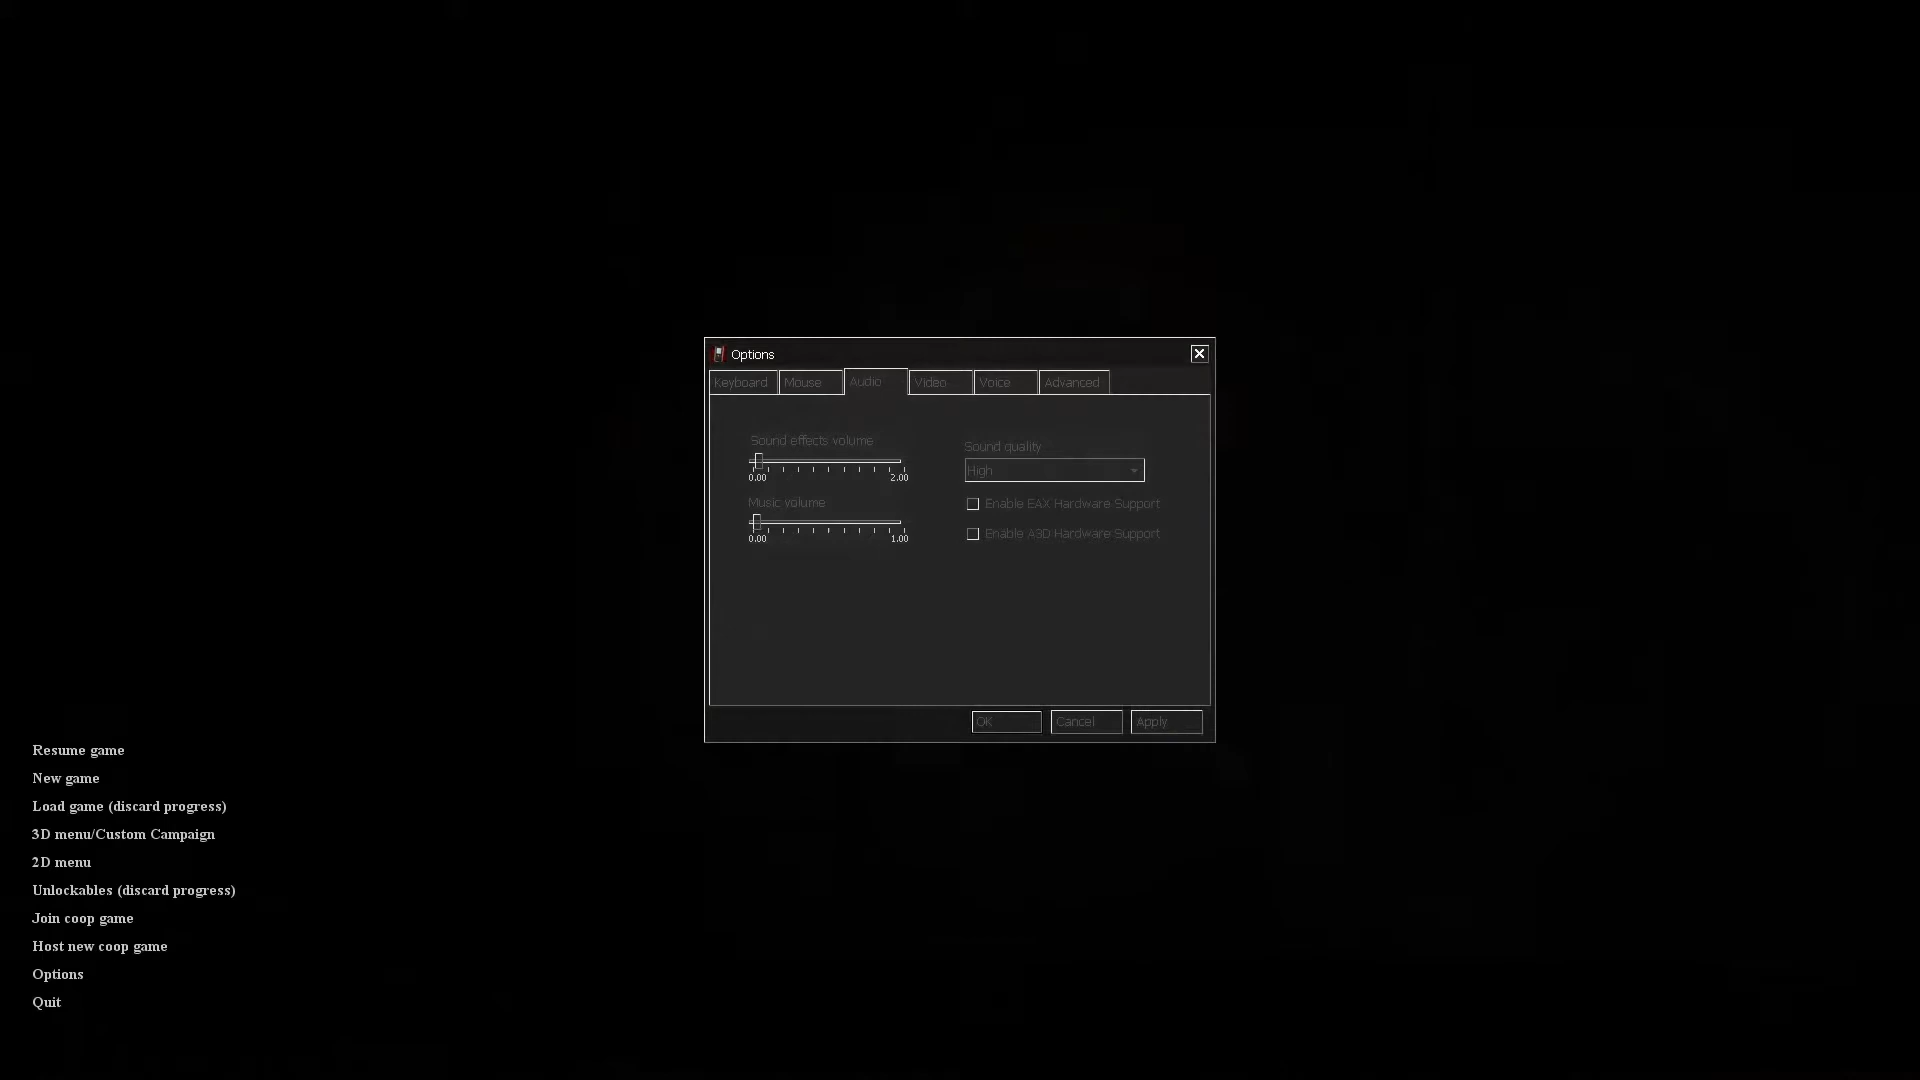 Options
Keyboard Mouse Audio Video Voice Advanced
Sound effects volume
0.00 2.00
Music volume
0.00 1.00
Sound quality
High
Enable EAX Hardware Support
Enable A3D Hardware Support
OK Cancel Apply
Resume game
New game
Load game (discard progress)
3D menu/Custom Campaign
2D menu
Unlockables (discard progress)
Join coop game
Host new coop game
Options
Quit